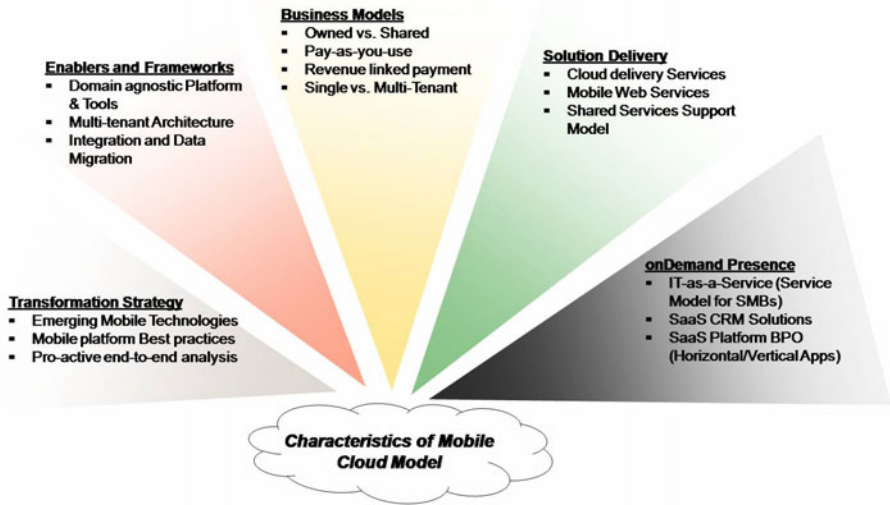 Transformation Strategy
▪ Emerging Mobile Technologies
▪ Mobile platform Best practices
▪ Pro-active end-to-end analysis
Enablers and Frameworks
▪ Domain agnostic Platform
& Tools
▪ Multi-tenant Architecture
▪ Integration and Data
Migration
Business Models
▪ Owned vs. Shared
▪ Pay-as-you-use
▪ Revenue linked payment
▪ Single vs. Multi-Tenant
Solution Delivery
▪ Cloud delivery Services
▪ Mobile Web Services
▪ Shared Services Support
Model
onDemand Presence
▪ IT-as-a-Service (Service
Model for SMBs)
▪ SaaS CRM Solutions
▪ SaaS Platform BPO
(Horizontal/Vertical Apps)
Characteristics of Mobile
Cloud Model